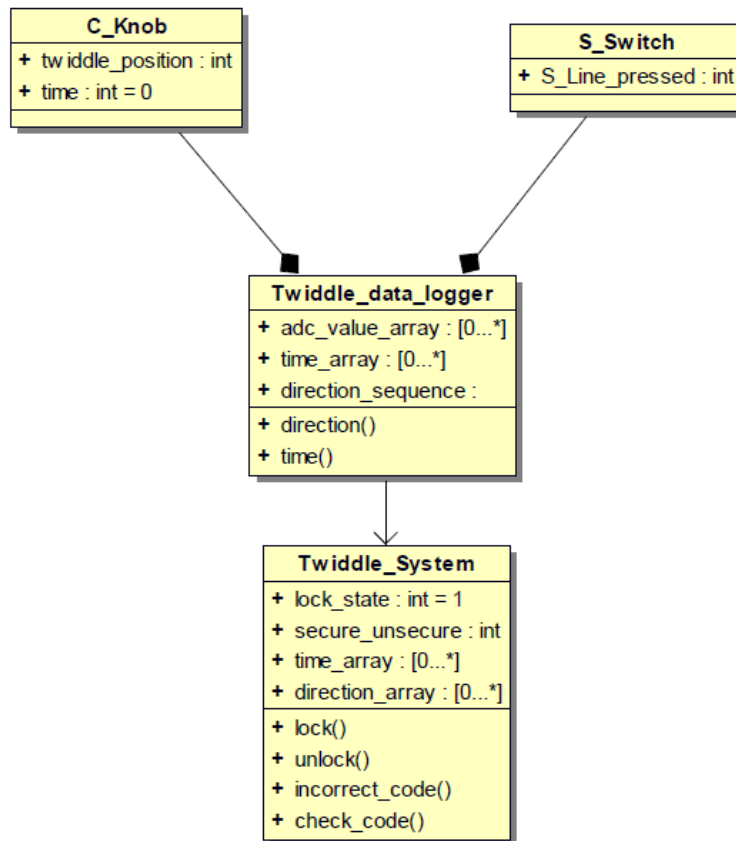 C_Knob
+ twiddle_position : int
+ time : int = 0
S_Switch
+ S_Line_pressed : int
Twiddle_data_logger
+ adc_value_array : [0...*]
+ time_array : [0...*]
+ direction_sequence :
+ direction()
+ time()
Twiddle_System
+ lock_state : int = 1
+ secure_unsecure : int
+ time_array : [0...*]
+ direction_array : [0...*]
+ lock()
+ unlock()
+ incorrect_code()
+ check_code()